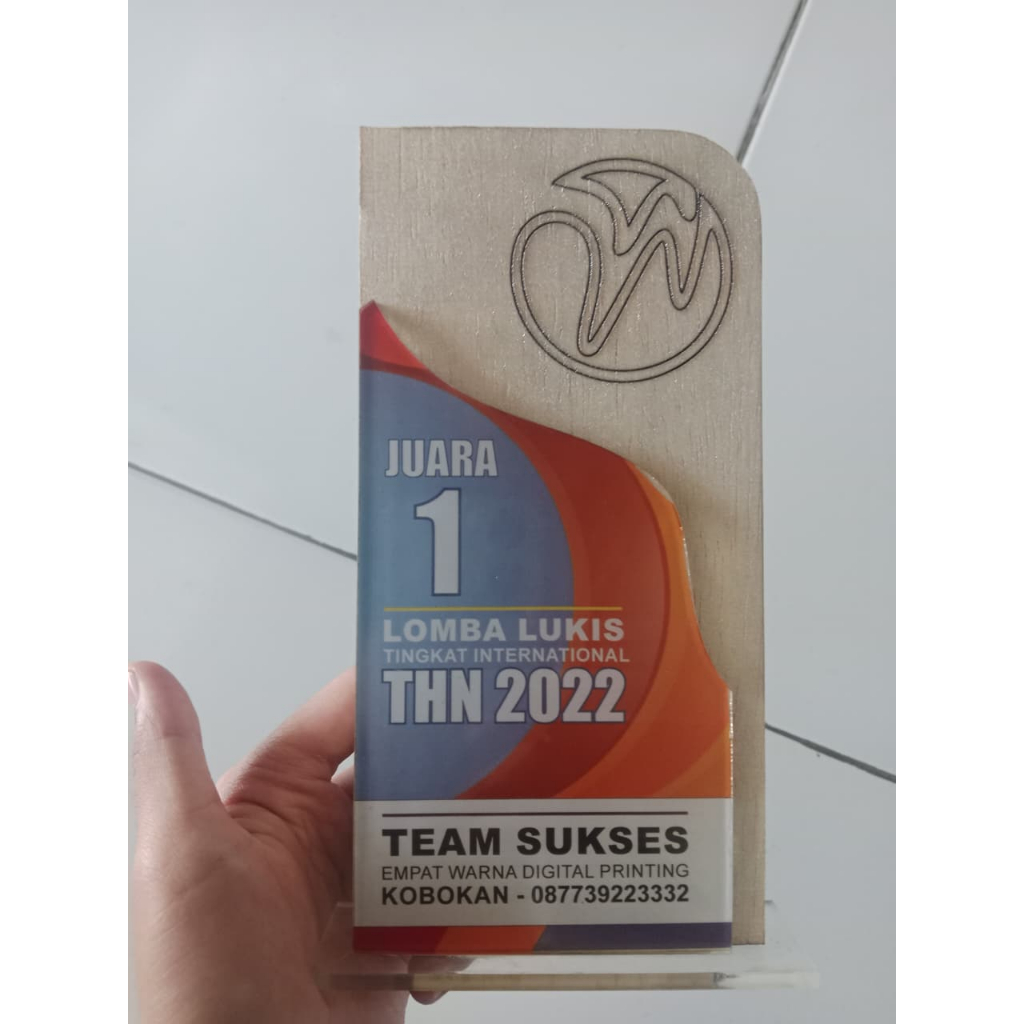 JUARA
1
LOMBA LUKIS
TINGKAT INTERNATIONAL
THN 2022
TEAM SUKSES
EMPAT WARNA DIGITAL PRINTING
KOBOKAN - 087739223332